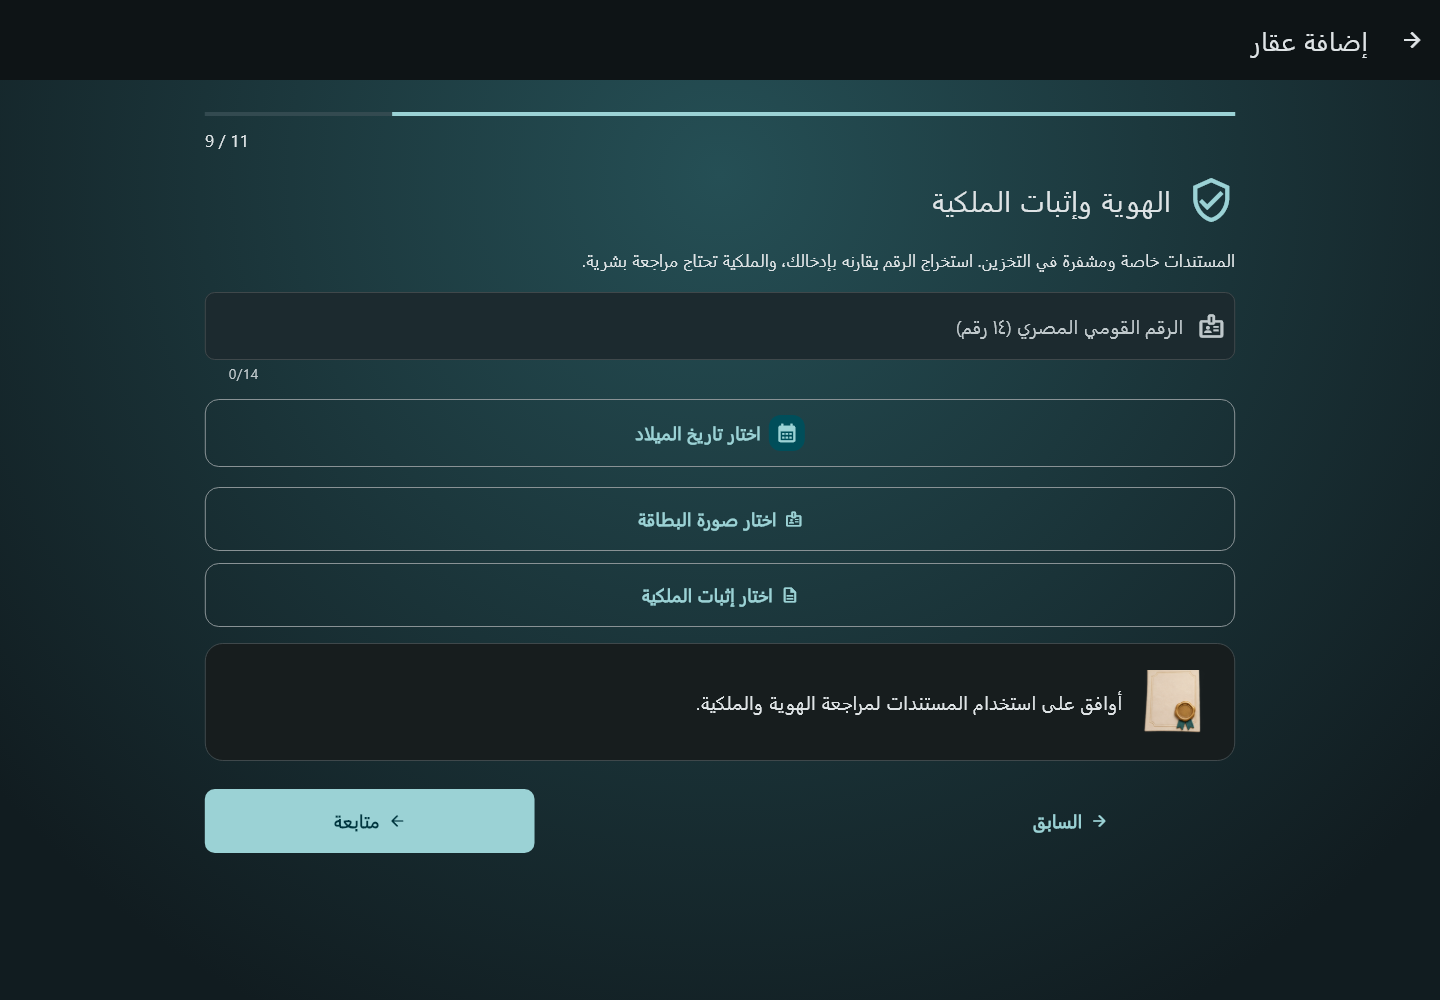 إضافة عقار
9 / 11
الهوية وإثبات الملكية
المستندات خاصة ومشفرة في التخزين. استخراج الرقم يقارنه بإدخالك، والملكية تحتاج مراجعة بشرية.
الرقم القومي المصري (١٤ رقم)
0/14
اختار تاريخ الميلاد
اختار صورة البطاقة
اختار إثبات الملكية
أوافق على استخدام المستندات لمراجعة الهوية والملكية.
السابق
متابعة